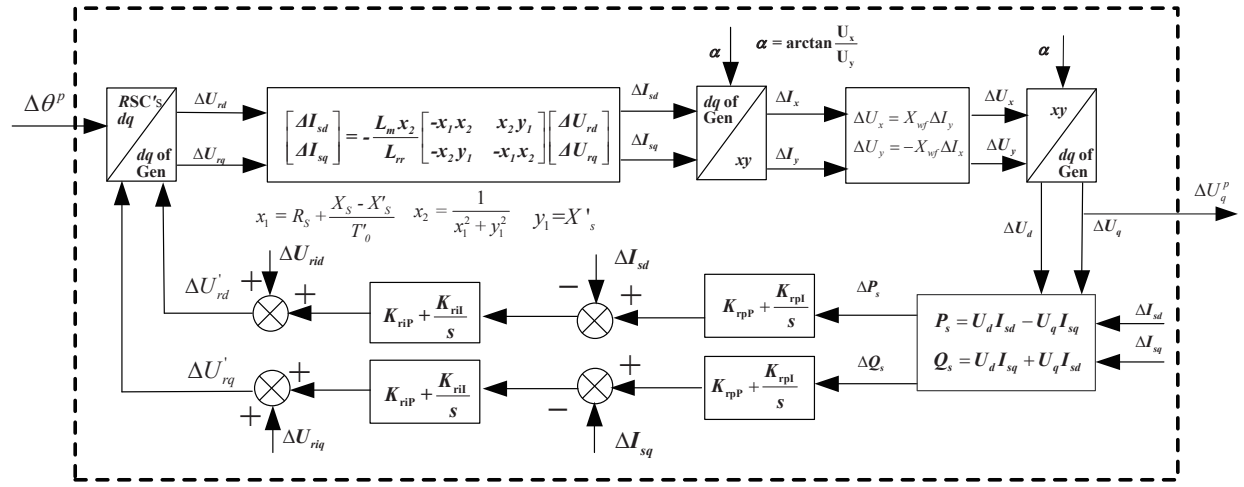 Δθ^p
RSC's
dq
dq of
Gen
ΔU_rd
ΔU_rq
[ΔI_sd; ΔI_sq] = - (L_m x_2 / L_rr) [-x_1x_2  x_2y_1; -x_2y_1  -x_1x_2] [ΔU_rd; ΔU_rq]
ΔI_sd
ΔI_sq
α
α = arctan U_x / U_y
dq of
Gen
xy
ΔI_x
ΔI_y
ΔU_x = X_wf ΔI_y
ΔU_y = -X_wf ΔI_x
ΔU_x
ΔU_y
α
xy
dq of
Gen
ΔU_q^p
x_1 = R_S + (X_S - X'_S) / T'_0
x_2 = 1 / (x_1^2 + y_1^2)
y_1 = X'_s
ΔU_d
ΔU_q
ΔU_rid
ΔU'_rd
+
+
K_riP + K_riI / s
ΔI_sd
−
+
K_rpP + K_rpI / s
ΔP_s
P_s = U_d I_sd − U_q I_sq
Q_s = U_d I_sq + U_q I_sd
ΔI_sd
ΔI_sq
ΔU'_rq
+
+
ΔU_riq
K_riP + K_riI / s
−
+
ΔI_sq
K_rpP + K_rpI / s
ΔQ_s